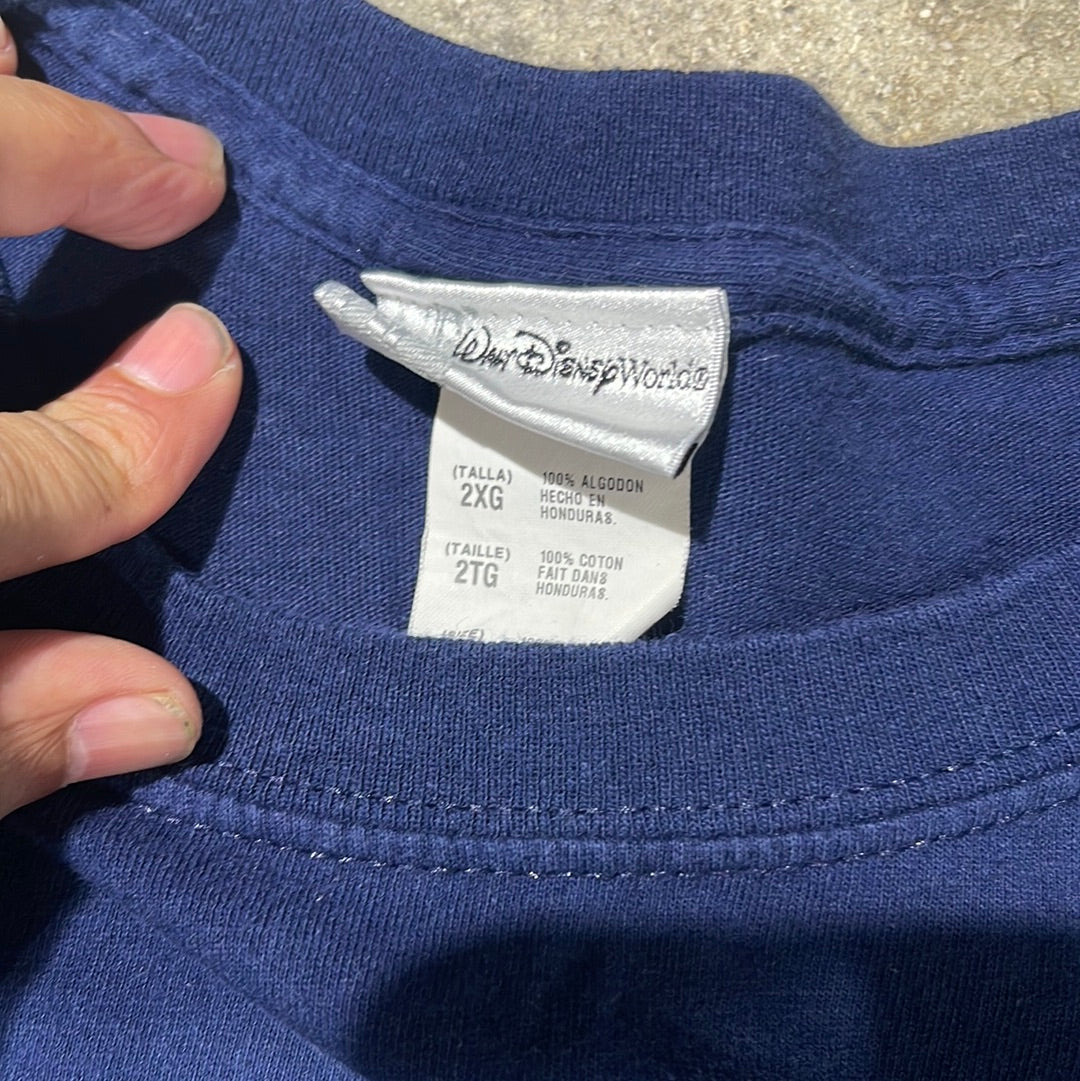 Walt Disney World
(TALLA)
2XG
100% ALGODON
HECHO EN
HONDURAS.
(TAILLE)
2TG
100% COTON
FAIT DANS
HONDURAS.